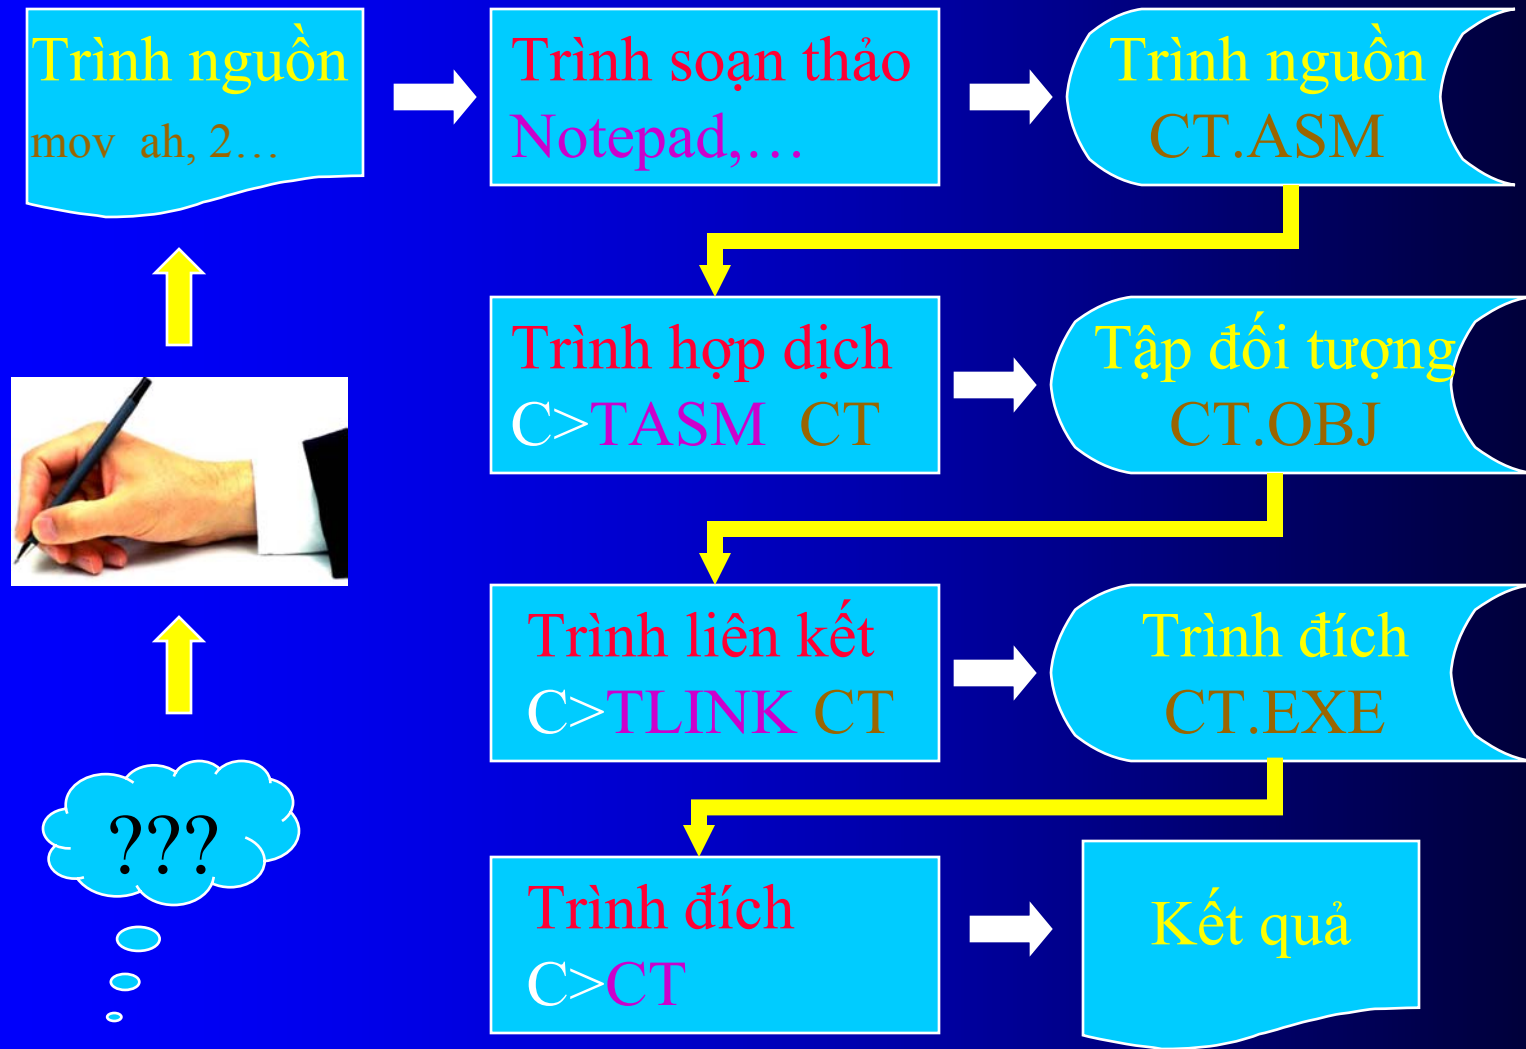 Trình nguồn
mov ah, 2…
Trình soạn thảo
Notepad,…
Trình nguồn
CT.ASM
Trình hợp dịch
C>TASM CT
Tập đối tượng
CT.OBJ
Trình liên kết
C>TLINK CT
Trình đích
CT.EXE
???
Trình đích
C>CT
Kết quả